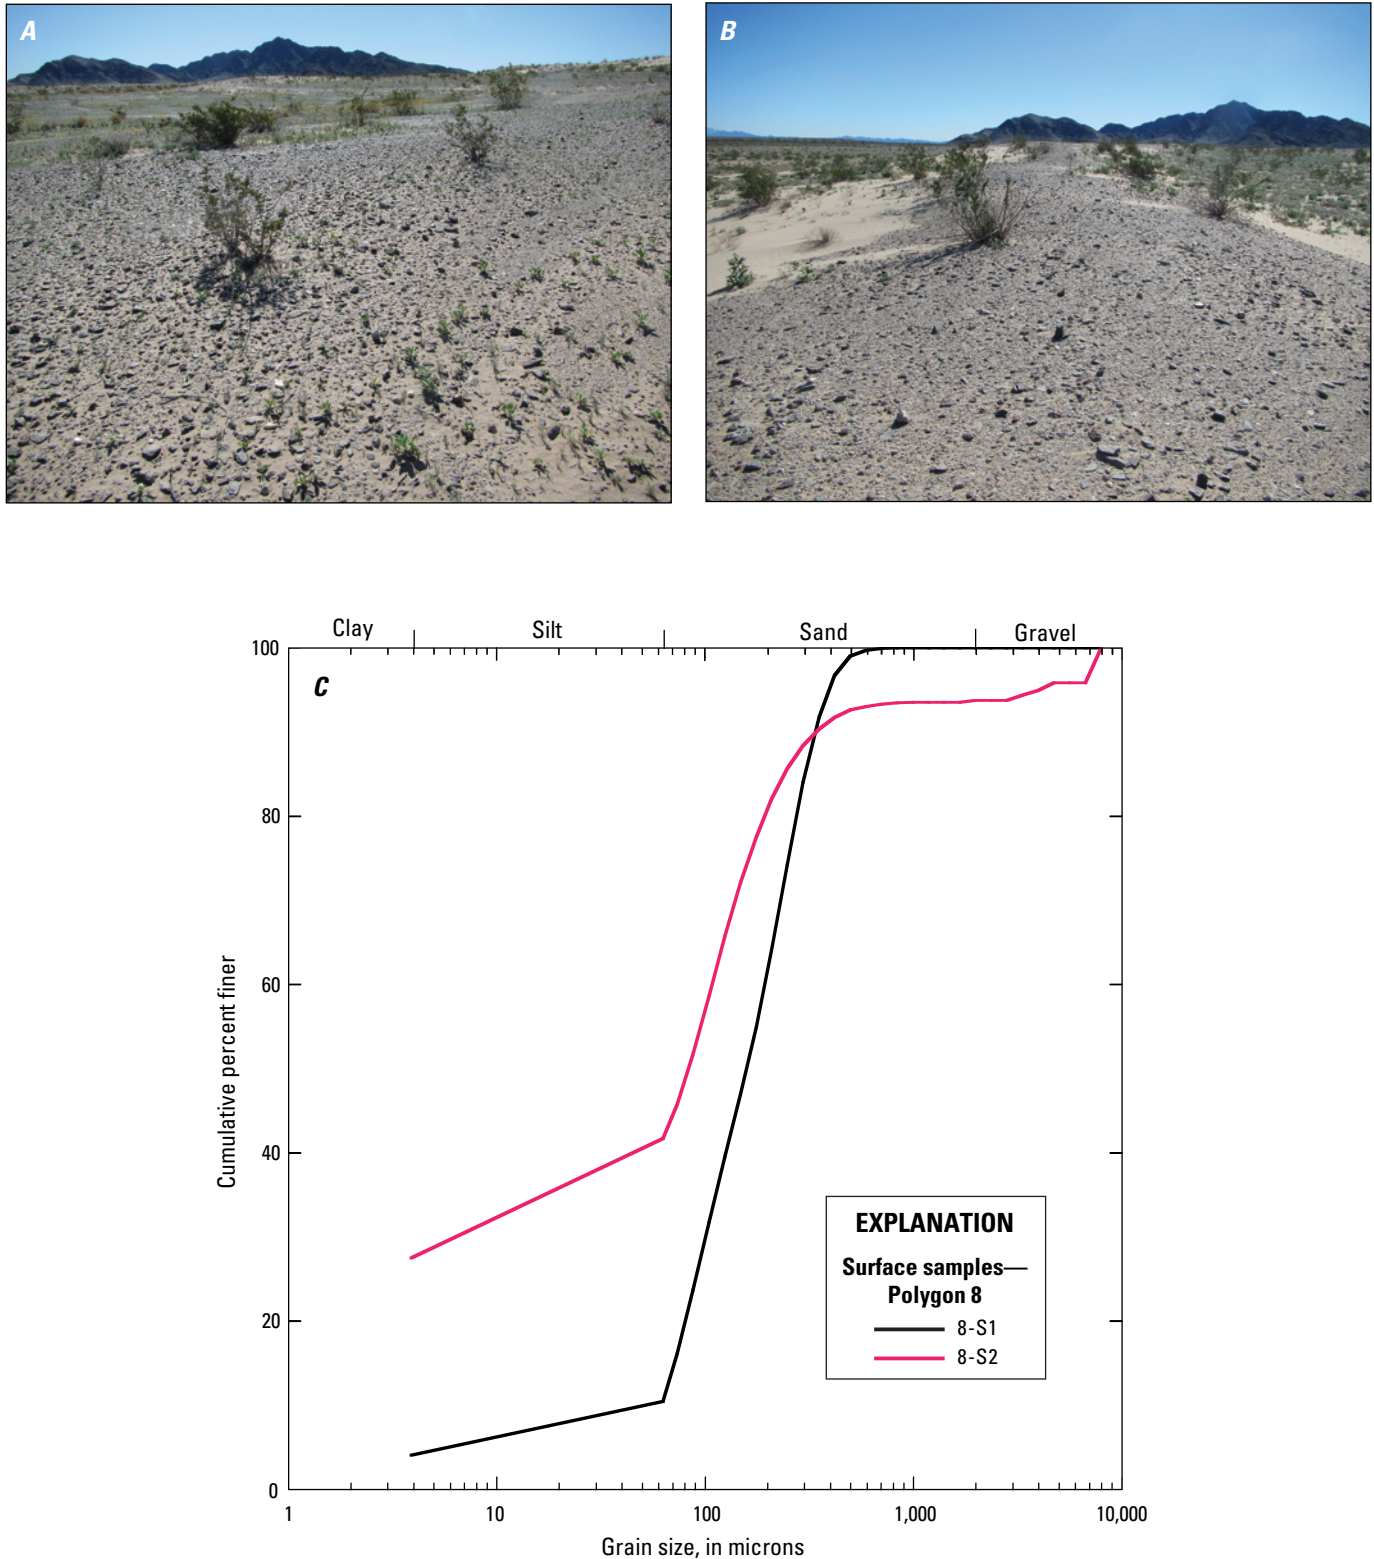 A
B
Clay Silt Sand Gravel
C
100
80
60
40
20
0
Cumulative percent finer
EXPLANATION
Surface samples—
Polygon 8
8-S1
8-S2
1 10 100 1,000 10,000
Grain size, in microns